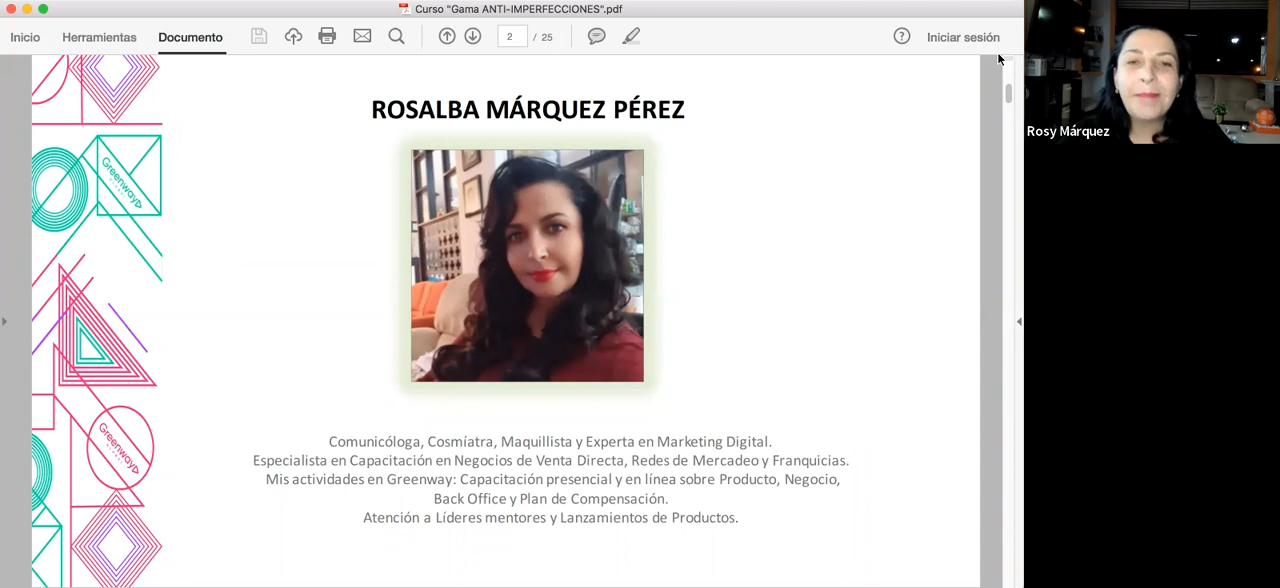 Curso "Gama ANTI-IMPERFECCIONES".pdf
Inicio Herramientas Documento 2 / 25 Iniciar sesión
ROSALBA MÁRQUEZ PÉREZ
Rosy Márquez
Greenway
Greenway
Comunicóloga, Cosmíatra, Maquillista y Experta en Marketing Digital.
Especialista en Capacitación en Negocios de Venta Directa, Redes de Mercadeo y Franquicias.
Mis actividades en Greenway: Capacitación presencial y en línea sobre Producto, Negocio,
Back Office y Plan de Compensación.
Atención a Líderes mentores y Lanzamientos de Productos.